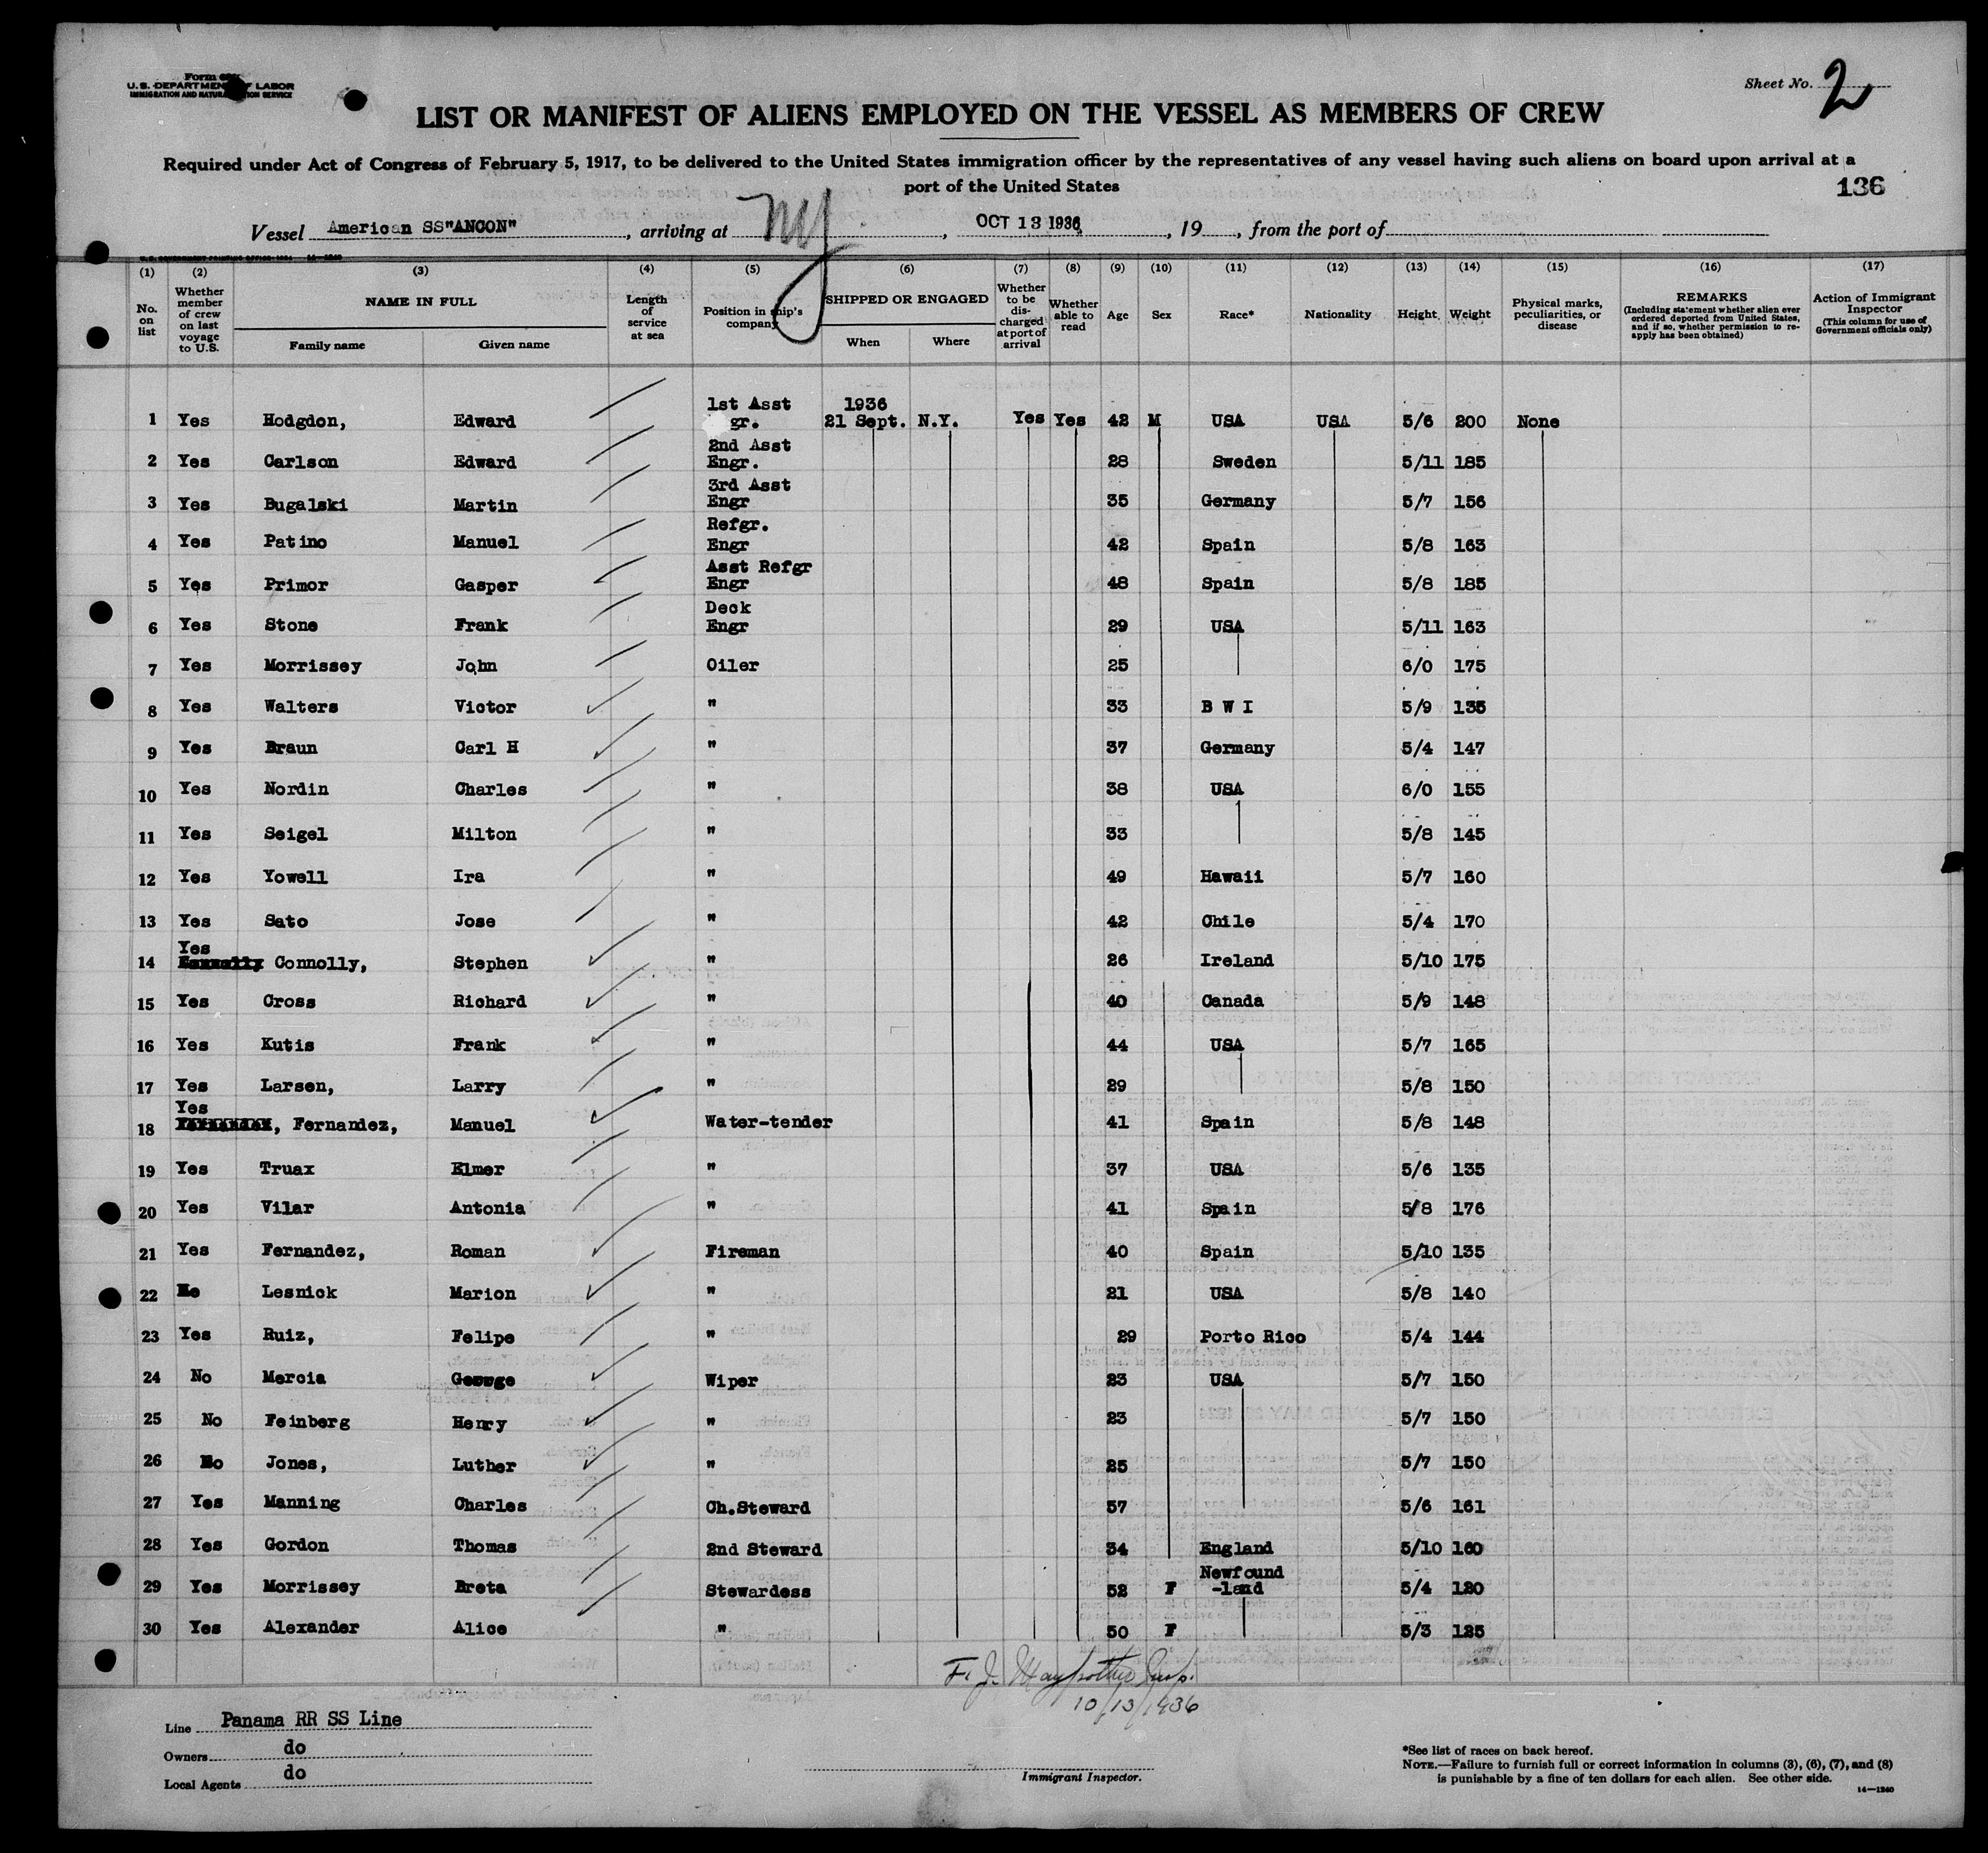 Form
U.S. DEPARTMENT OF LABOR
IMMIGRATION AND NATURALIZATION SERVICE
Sheet No. 2
LIST OR MANIFEST OF ALIENS EMPLOYED ON THE VESSEL AS MEMBERS OF CREW
Required under Act of Congress of February 5, 1917, to be delivered to the United States immigration officer by the representatives of any vessel having such aliens on board upon arrival at a
port of the United States
136
Vessel American SS"ANCON", arriving at NY, OCT 13 1936, 19 , from the port of
U. S. GOVERNMENT PRINTING OFFICE: 1934 14—1240
(1) (2) (3) (4) (5) (6) (7) (8) (9) (10) (11) (12) (13) (14) (15) (16) (17)
No. on list
Whether member of crew on last voyage to U.S.
NAME IN FULL
Family name Given name
Length of service at sea
Position in ship's company
SHIPPED OR ENGAGED
When Where
Whether to be discharged at port of arrival
Whether able to read
Age Sex Race* Nationality Height Weight
Physical marks, peculiarities, or disease
REMARKS
(Including statement whether alien ever ordered deported from United States, and if so, whether permission to reapply has been obtained)
Action of Immigrant Inspector
(This column for use of Government officials only)
1 Yes Hodgdon, Edward 1st Asst gr. 1936 21 Sept. N.Y. Yes Yes 42 M USA USA 5/6 200 None
2 Yes Carlson Edward 2nd Asst Engr. 28 Sweden 5/11 185
3 Yes Bugalski Martin 3rd Asst Engr 35 Germany 5/7 156
4 Yes Patino Manuel Refgr. Engr 42 Spain 5/8 163
5 Yes Primor Gasper Asst Refgr Engr 48 Spain 5/8 185
6 Yes Stone Frank Deck Engr 29 USA 5/11 163
7 Yes Morrissey John Oiler 25 6/0 175
8 Yes Walters Victor " 33 B W I 5/9 135
9 Yes Braun Carl H " 37 Germany 5/4 147
10 Yes Nordin Charles " 38 USA 6/0 155
11 Yes Seigel Milton " 33 5/8 145
12 Yes Yowell Ira " 49 Hawaii 5/7 160
13 Yes Sato Jose " 42 Chile 5/4 170
14 Yes Connolly, Stephen " 26 Ireland 5/10 175
15 Yes Cross Richard " 40 Canada 5/9 148
16 Yes Kutis Frank " 44 USA 5/7 165
17 Yes Larsen, Larry " 29 5/8 150
18 Yes Fernandez, Manuel Water-tender 41 Spain 5/8 148
19 Yes Truax Elmer " 37 USA 5/6 135
20 Yes Vilar Antonia " 41 Spain 5/8 176
21 Yes Fernandez, Roman Fireman 40 Spain 5/10 135
22 No Lesnick Marion " 21 USA 5/8 140
23 Yes Ruiz, Felipe " 29 Porto Rico 5/4 144
24 No Mercia George Wiper 23 USA 5/7 150
25 No Feinberg Henry " 23 5/7 150
26 No Jones, Luther " 25 5/7 150
27 Yes Manning Charles Ch.Steward 57 5/6 161
28 Yes Gordon Thomas 2nd Steward 34 England 5/10 160
29 Yes Morrissey Breta Stewardess 52 F Newfound-land 5/4 120
30 Yes Alexander Alice " 50 F 5/3 125
F. J. Insp.
10/13/1936
Line Panama RR SS Line
Owners do
Local Agents do
Immigrant Inspector.
*See list of races on back hereof.
NOTE.—Failure to furnish full or correct information in columns (3), (6), (7), and (8)
is punishable by a fine of ten dollars for each alien. See other side.
14—1240